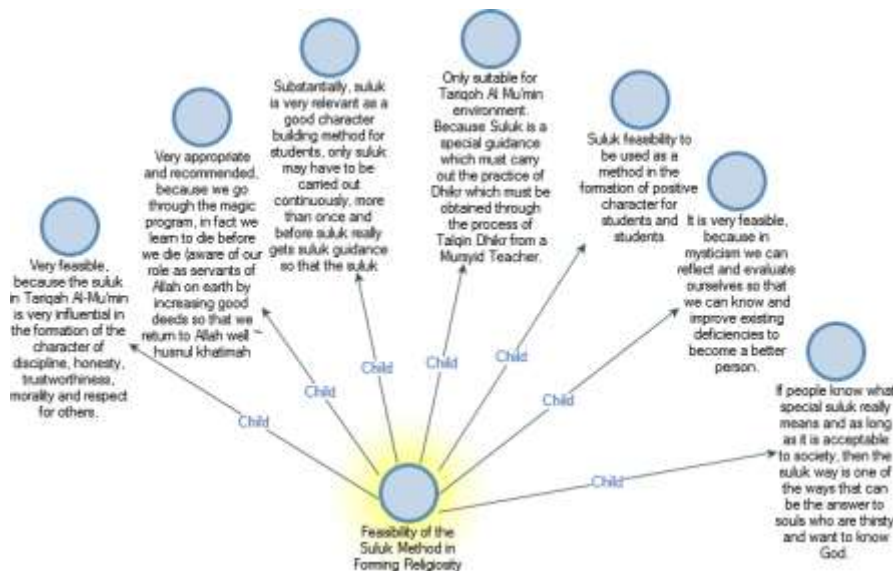 Very feasible,
because the suluk
in Tariqah Al-Mu'min
is very influential in
the formation of the
character of
discipline, honesty,
trustworthiness,
morality and respect
for others.
Very appropriate
and recommended,
because we go
through the magic
program, in fact we
learn to die before
we die (aware of our
role as servants of
Allah on earth by
increasing good
deeds so that we
return to Allah well –
husnul khatimah
Substantially, suluk
is very relevant as a
good character
building method for
students, only suluk
may have to be
carried out
continuously, more
than once and
before suluk really
gets suluk guidance
so that the suluk
Only suitable for
Tariqoh Al Mu'min
environment.
Because Suluk is a
special guidance
which must carry
out the practice of
Dhikr which must be
obtained through
the process of
Talqin Dhikr from a
Mursyid Teacher.
Suluk feasibility to
be used as a
method in the
formation of positive
character for
students and
students
It is very feasible,
because in
mysticism we can
reflect and evaluate
ourselves so that
we can know and
improve existing
deficiencies to
become a better
person.
If people know what
special suluk really
means and as long
as it is acceptable
to society, then the
suluk way is one of
the ways that can
be the answer to
souls who are thirsty
and want to know
God.
Child
Child
Child
Child
Child
Child
Child
Feasibility of the
Suluk Method in
Forming Religiosity